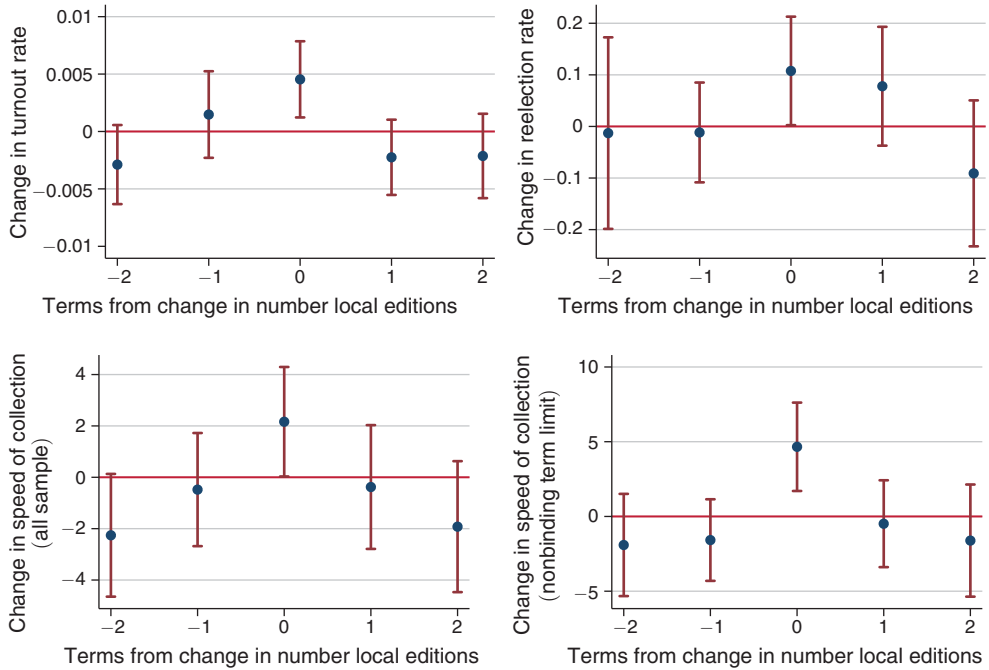 Change in turnout rate
0.01
0.005
0
−0.005
−0.01
−2 −1 0 1 2
Terms from change in number local editions
Change in reelection rate
0.2
0.1
0
−0.1
−0.2
−2 −1 0 1 2
Terms from change in number local editions
Change in speed of collection
(all sample)
4
2
0
−2
−4
−2 −1 0 1 2
Terms from change in number local editions
Change in speed of collection
(nonbinding term limit)
10
5
0
−5
−2 −1 0 1 2
Terms from change in number local editions